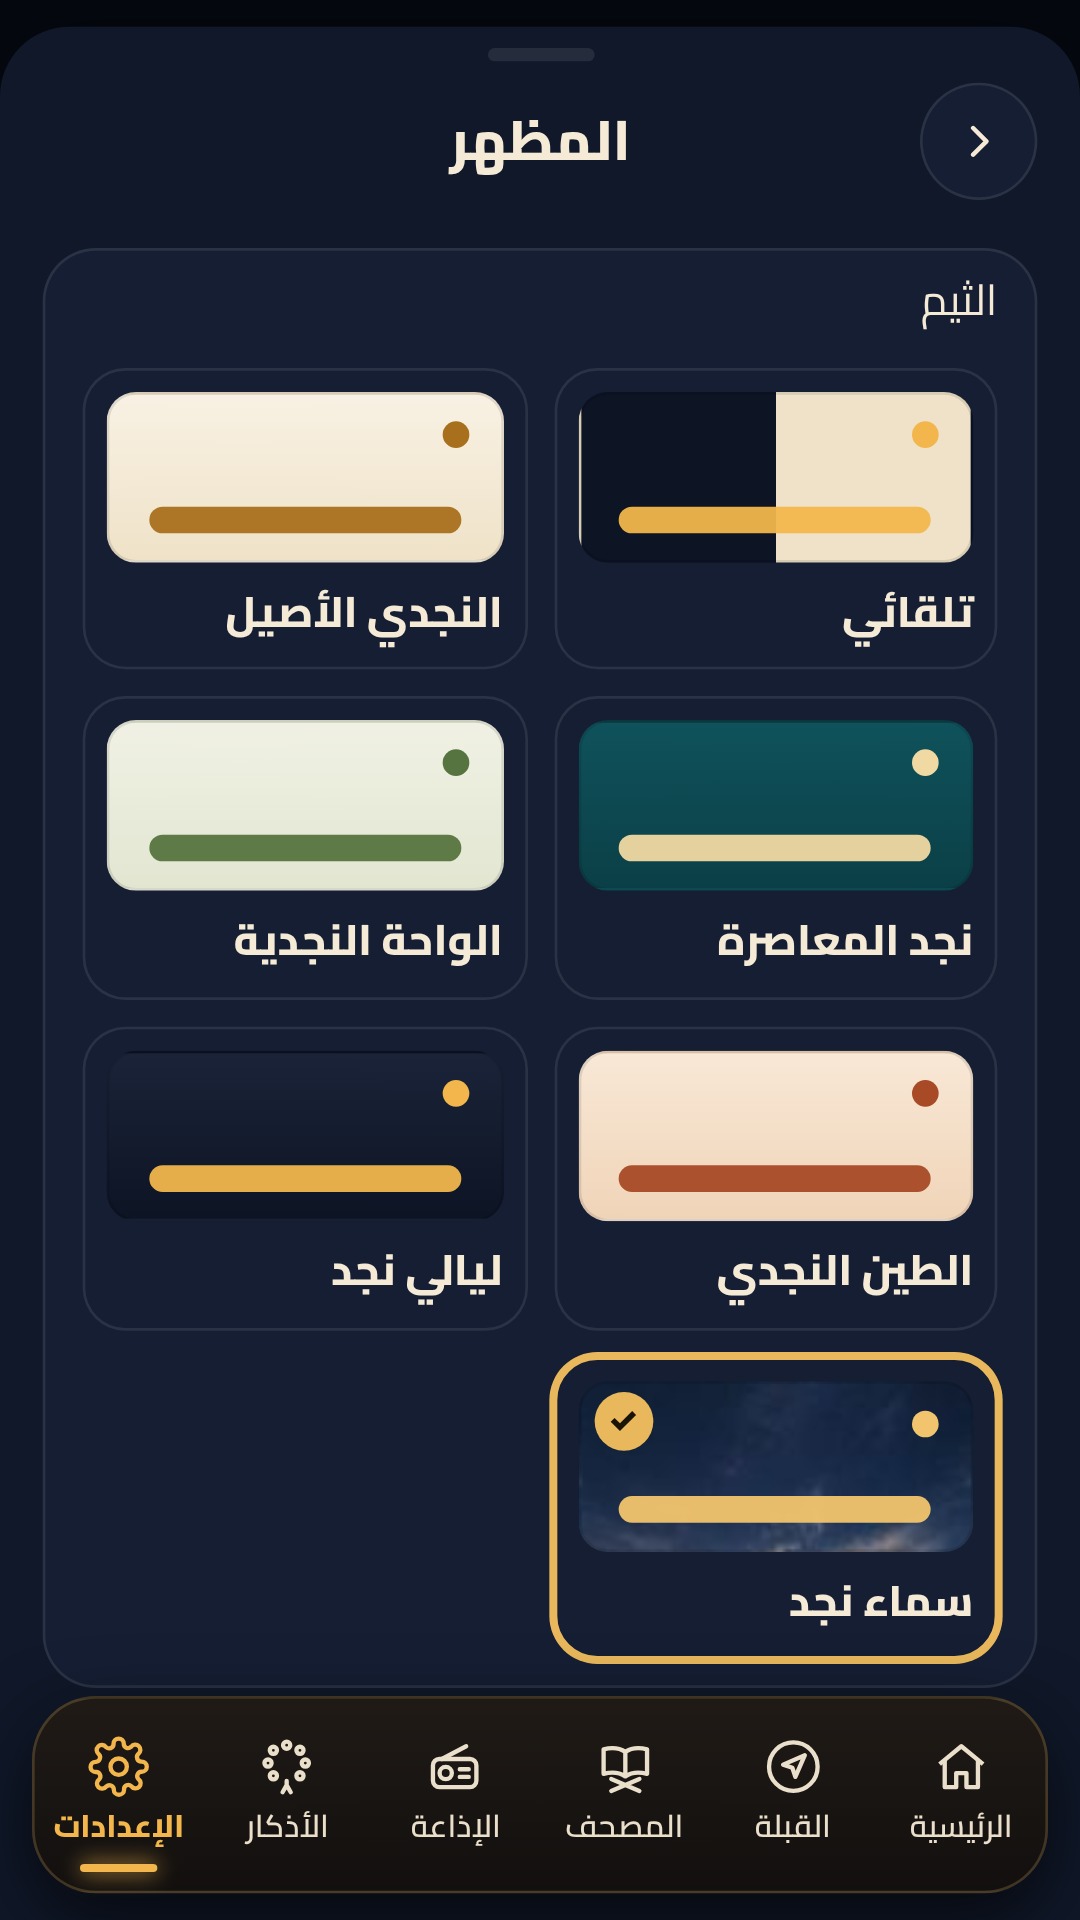 المظهر
الثيم
تلقائي
النجدي الأصيل
نجد المعاصرة
الواحة النجدية
الطين النجدي
ليالي نجد
سماء نجد
الرئيسية
القبلة
المصحف
الإذاعة
الأذكار
الإعدادات